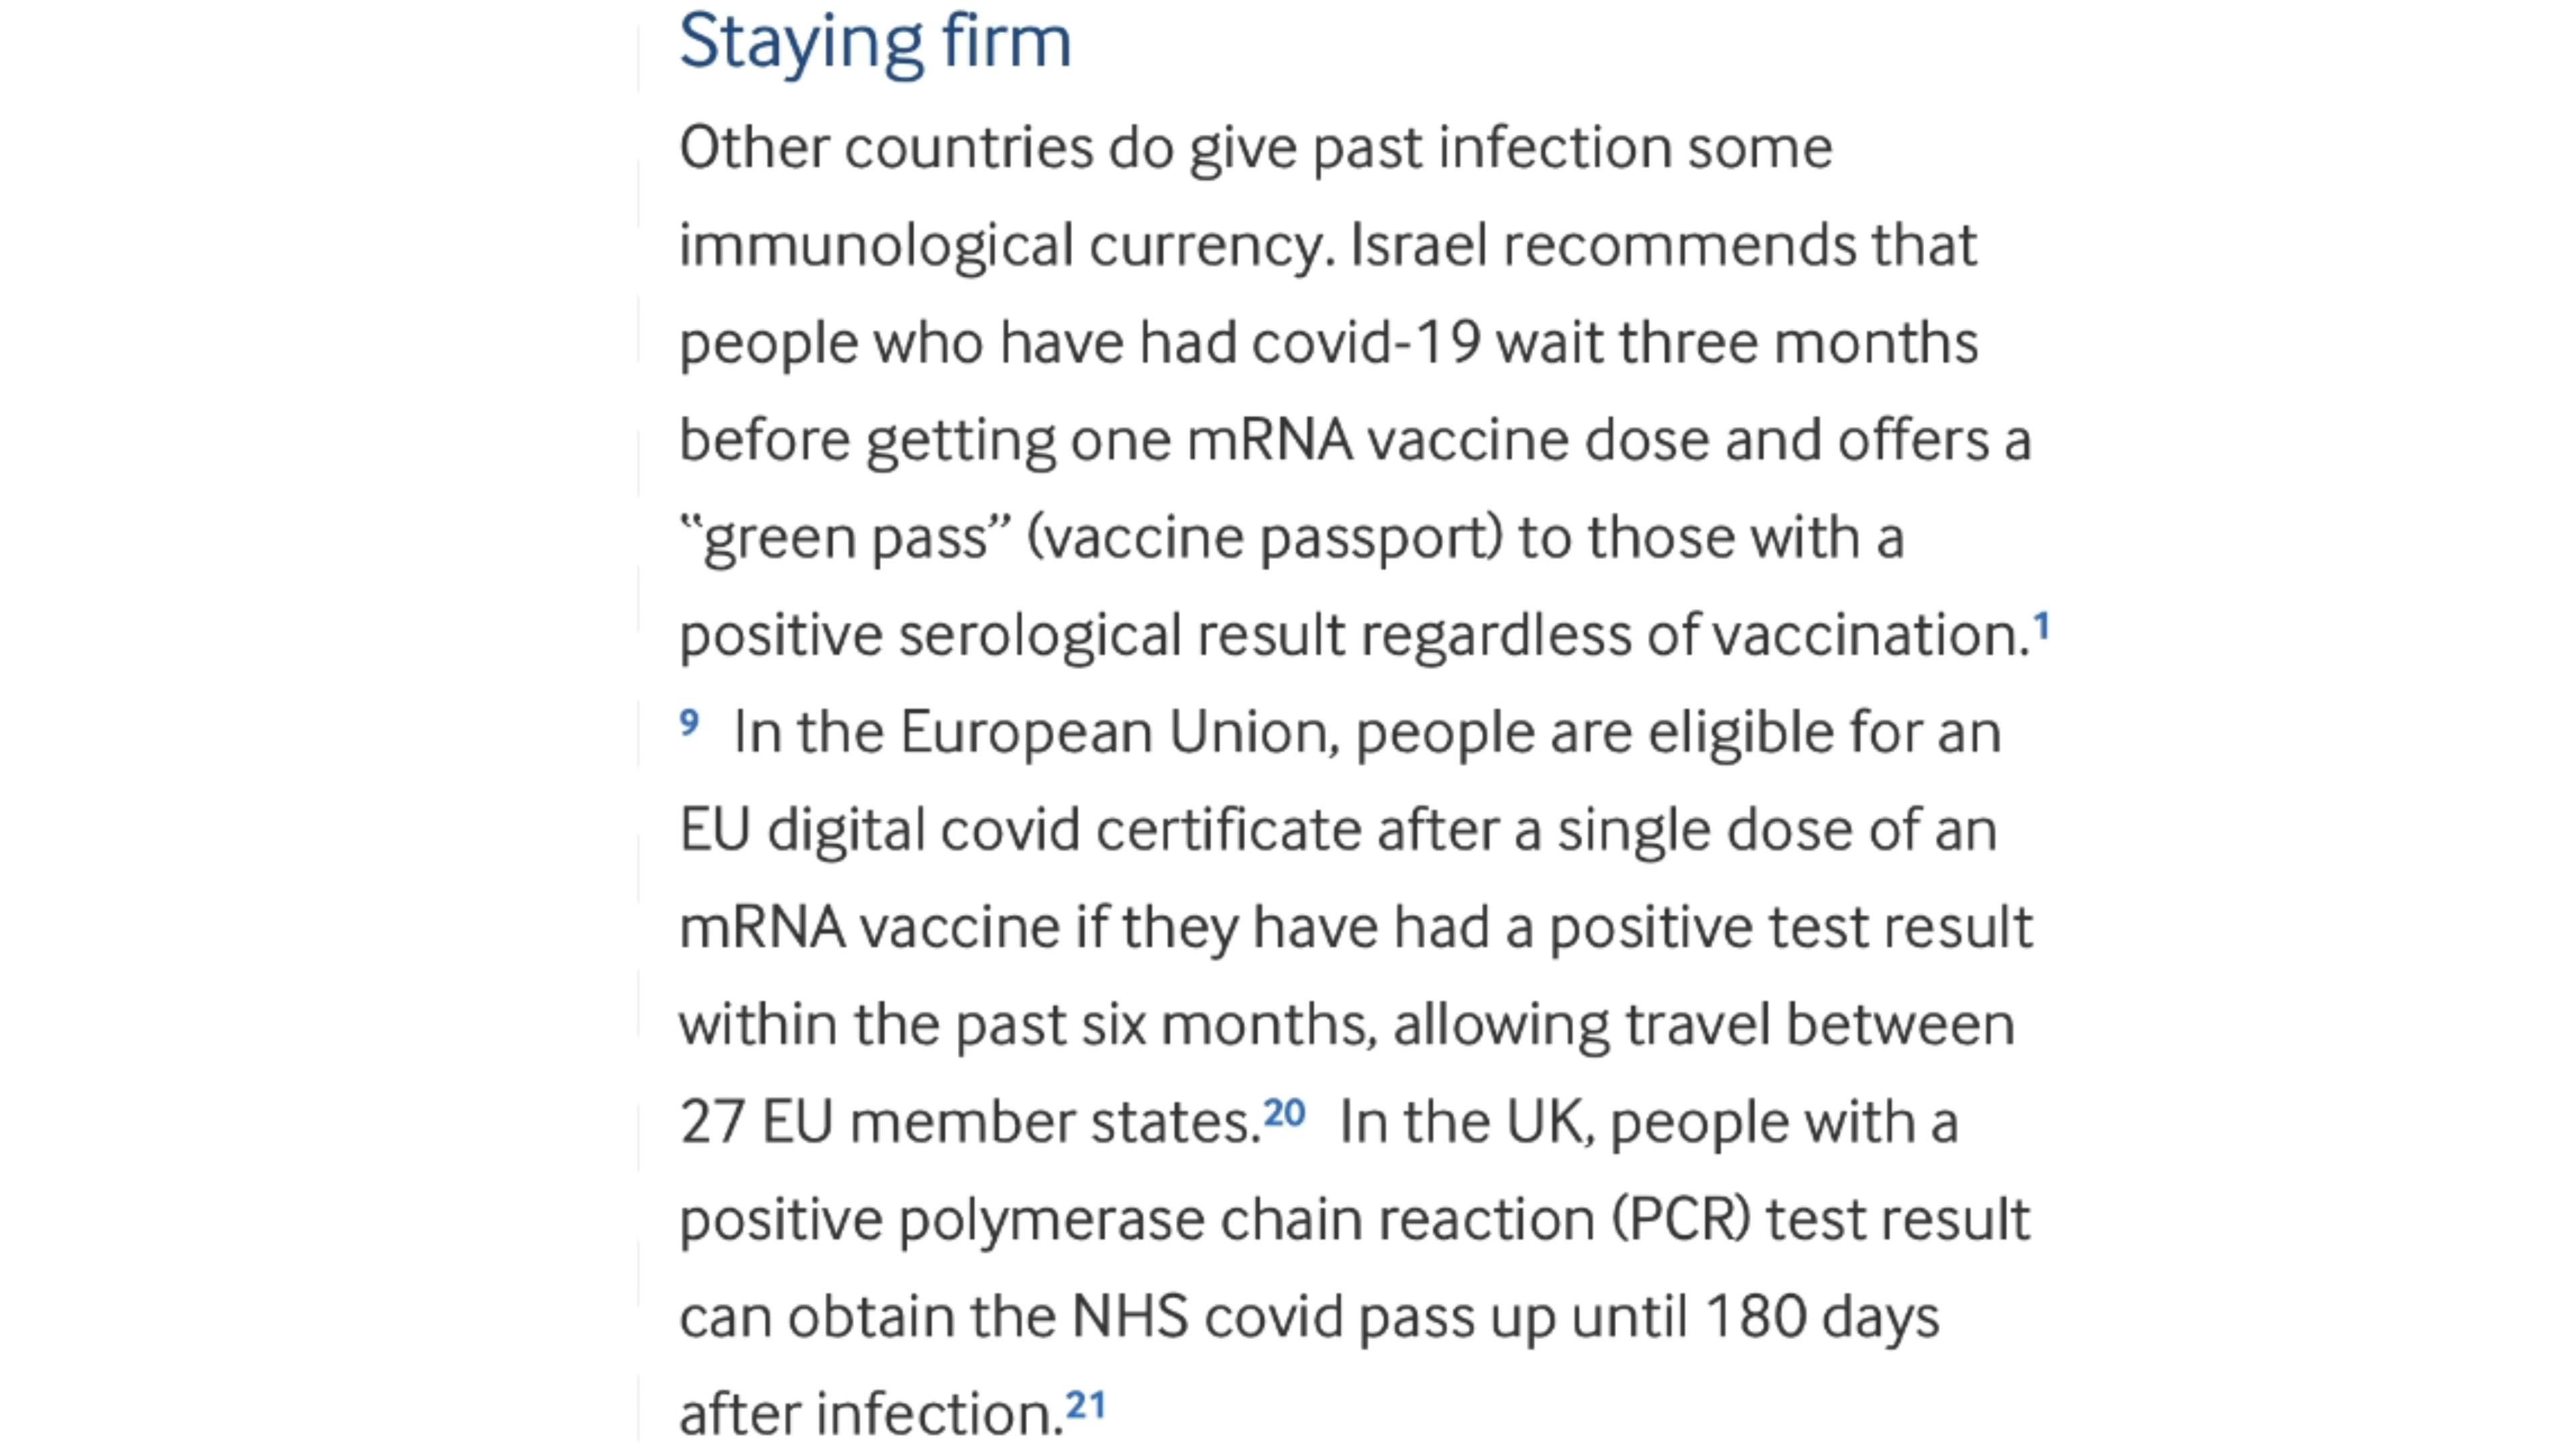 Staying firm
Other countries do give past infection some
immunological currency. Israel recommends that
people who have had covid-19 wait three months
before getting one mRNA vaccine dose and offers a
“green pass” (vaccine passport) to those with a
positive serological result regardless of vaccination.1
9 In the European Union, people are eligible for an
EU digital covid certificate after a single dose of an
mRNA vaccine if they have had a positive test result
within the past six months, allowing travel between
27 EU member states.20 In the UK, people with a
positive polymerase chain reaction (PCR) test result
can obtain the NHS covid pass up until 180 days
after infection.21